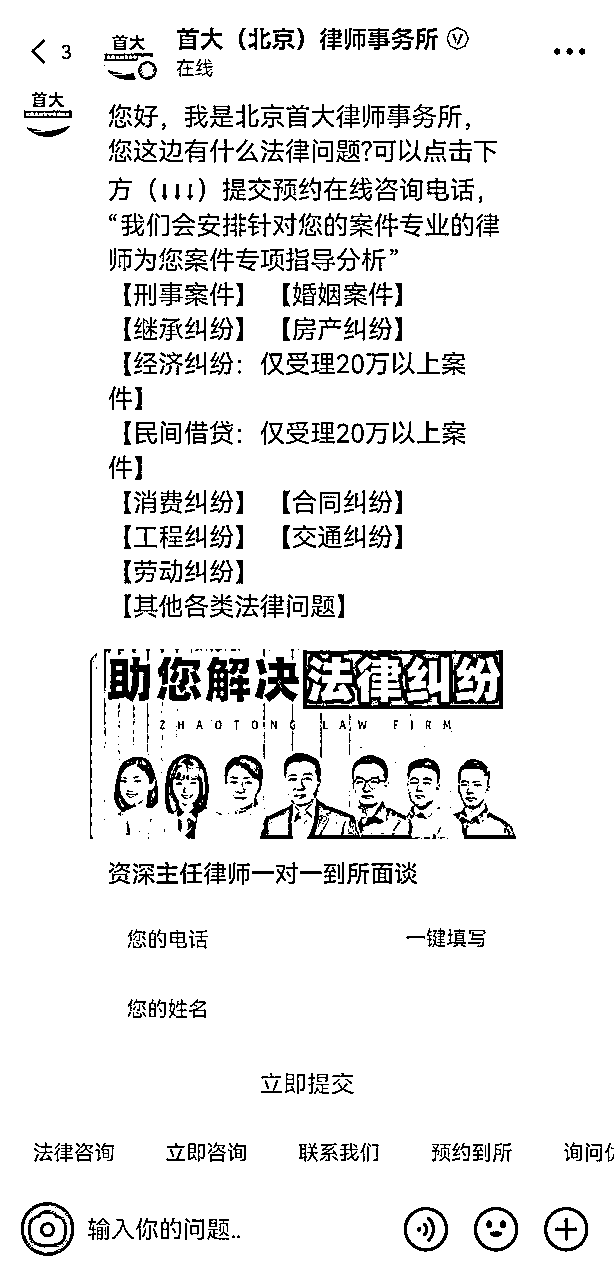 3
首大
首大（北京）律师事务所
在线
首大
您好，我是北京首大律师事务所，
您这边有什么法律问题?可以点击下
方（↓↓↓）提交预约在线咨询电话，
“我们会安排针对您的案件专业的律
师为您案件专项指导分析”
【刑事案件】 【婚姻案件】
【继承纠纷】 【房产纠纷】
【经济纠纷：仅受理20万以上案
件】
【民间借贷：仅受理20万以上案
件】
【消费纠纷】 【合同纠纷】
【工程纠纷】 【交通纠纷】
【劳动纠纷】
【其他各类法律问题】
助您解决法律纠纷
ZHAOTONG LAW FIRM
资深主任律师一对一到所面谈
您的电话 一键填写
您的姓名
立即提交
法律咨询 立即咨询 联系我们 预约到所 询问
输入你的问题..